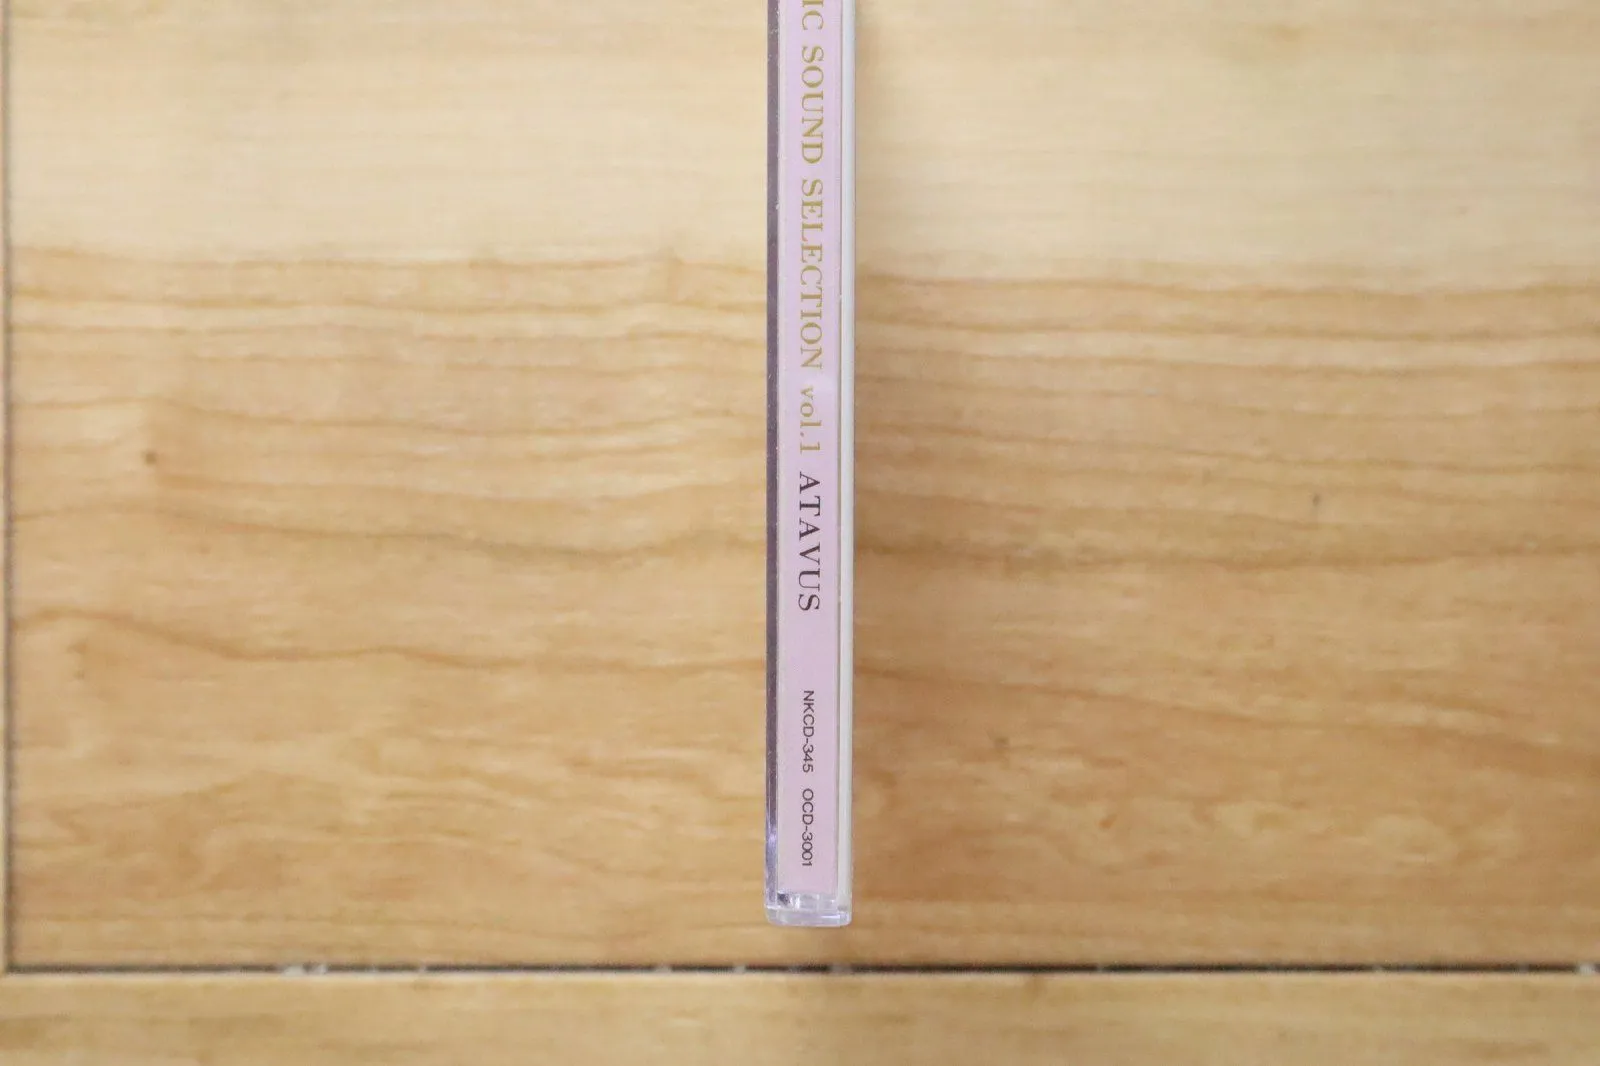 IC SOUND SELECTION vol.1 ATAVUS NKCD-345 OCD-3001